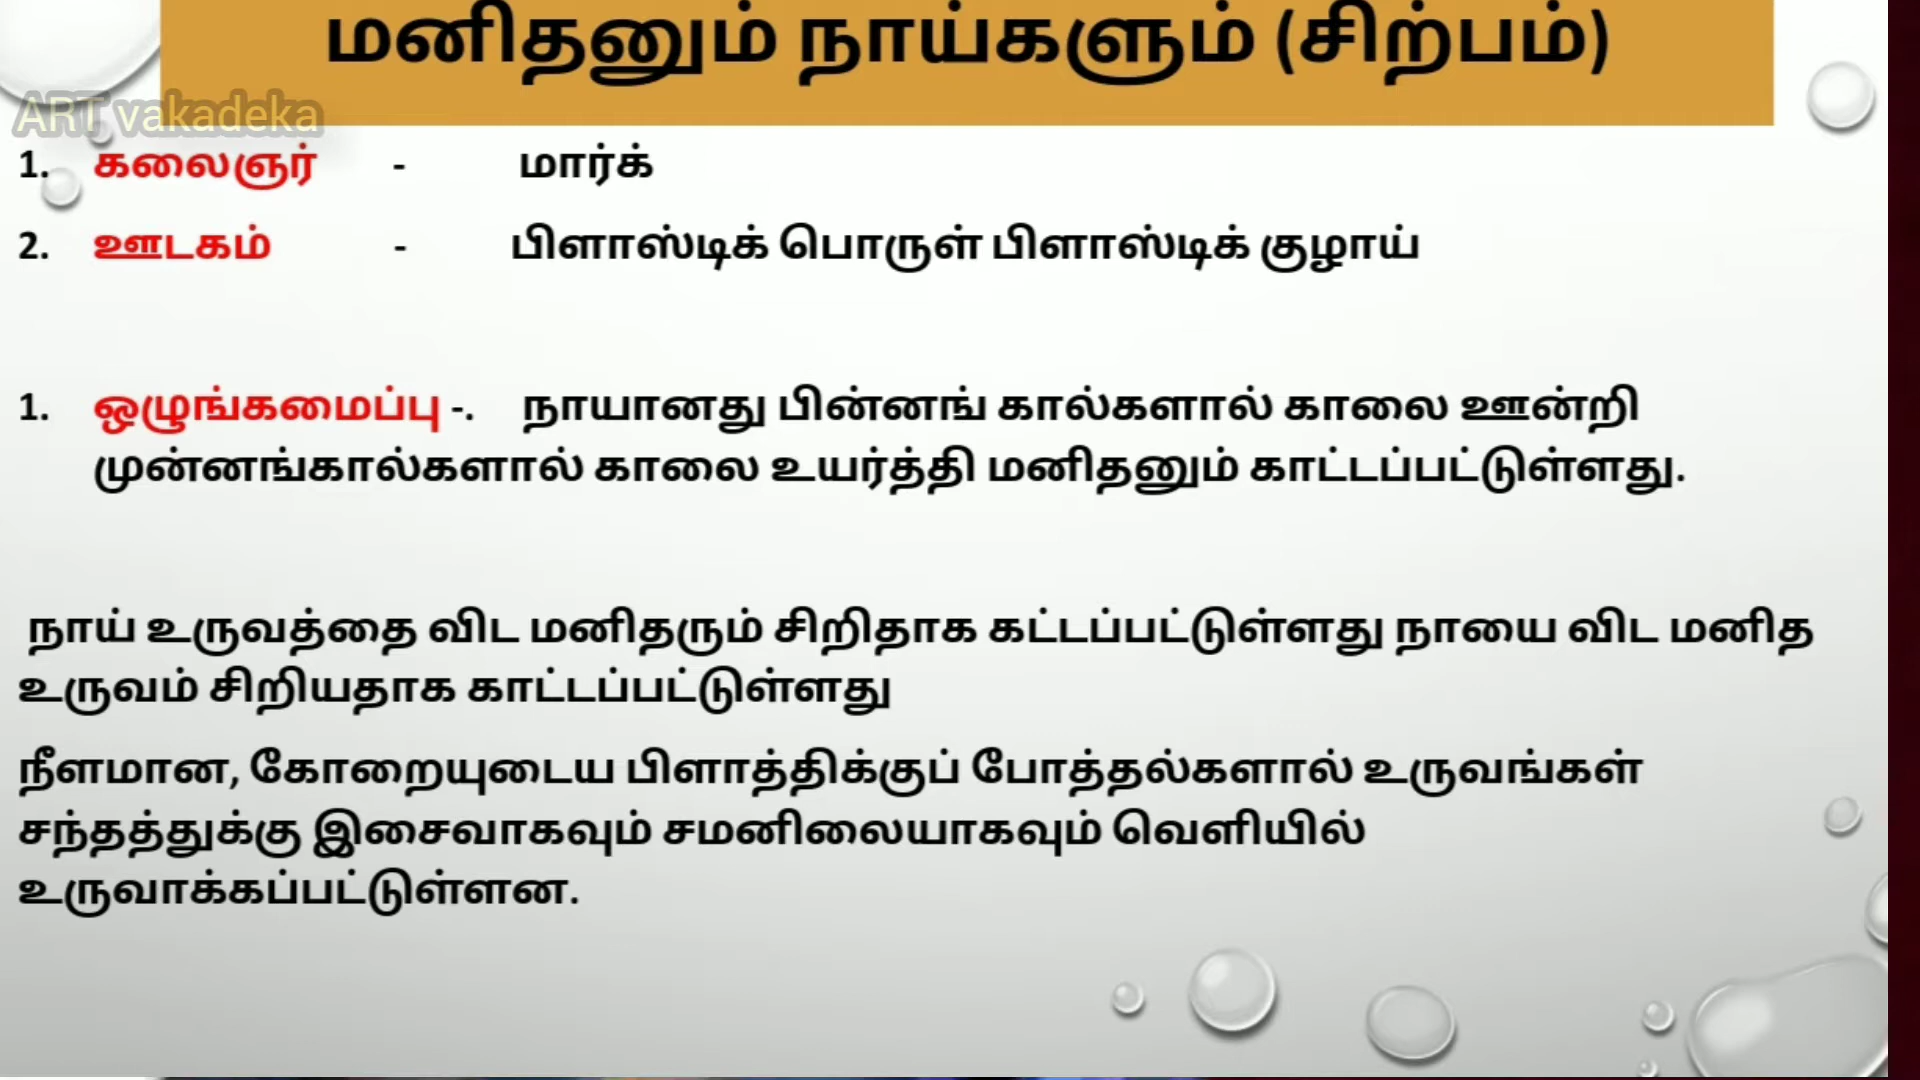 மனிதனும் நாய்களும் (சிற்பம்)
ART vakadeka
1. கலைஞர் - மார்க்
2. ஊடகம் - பிளாஸ்டிக் பொருள் பிளாஸ்டிக் குழாய்
1. ஒழுங்கமைப்பு -. நாயானது பின்னங் கால்களால் காலை ஊன்றி
முன்னங்கால்களால் காலை உயர்த்தி மனிதனும் காட்டப்பட்டுள்ளது.
நாய் உருவத்தை விட மனிதரும் சிறிதாக கட்டப்பட்டுள்ளது நாயை விட மனித
உருவம் சிறியதாக காட்டப்பட்டுள்ளது
நீளமான, கோறையுடைய பிளாத்திக்குப் போத்தல்களால் உருவங்கள்
சந்தத்துக்கு இசைவாகவும் சமனிலையாகவும் வெளியில்
உருவாக்கப்பட்டுள்ளன.